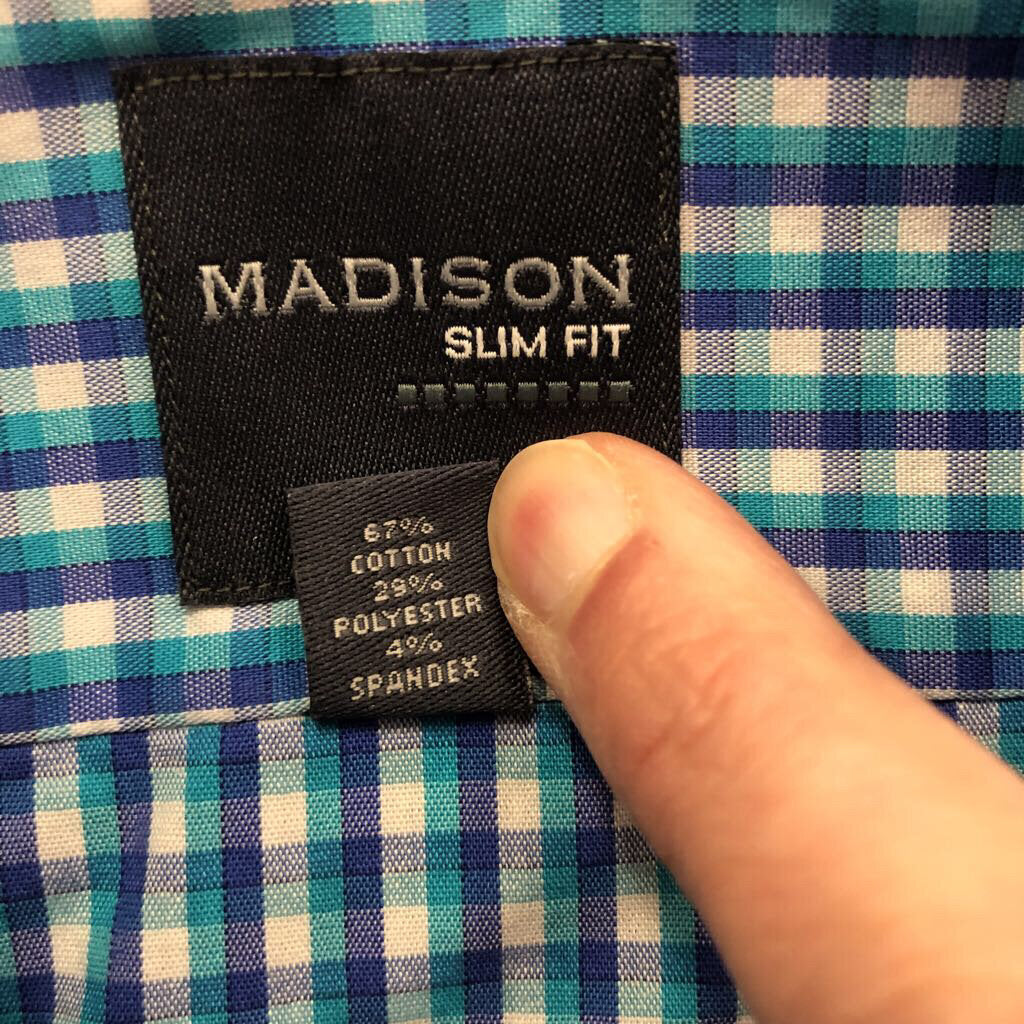 MADISON
SLIM FIT
67%
COTTON
29%
POLYESTER
4%
SPANDEX